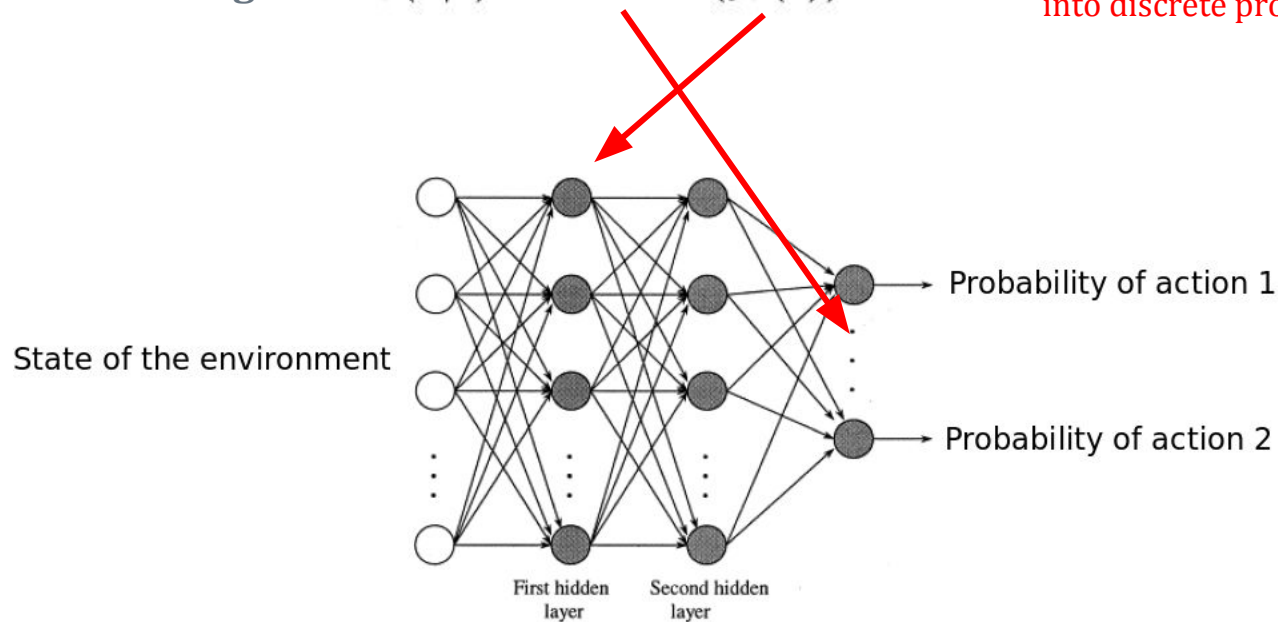 into discrete pro
Probability of action 1
State of the environment
Probability of action 2
First hidden layer
Second hidden layer